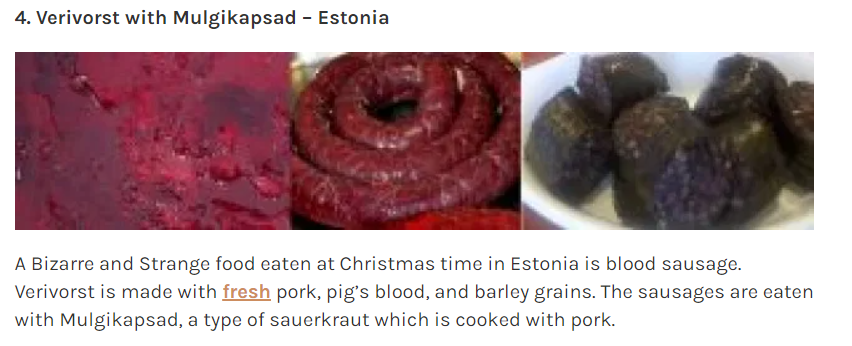 4. Verivorst with Mulgikapsad – Estonia
A Bizarre and Strange food eaten at Christmas time in Estonia is blood sausage.
Verivorst is made with fresh pork, pig’s blood, and barley grains. The sausages are eaten
with Mulgikapsad, a type of sauerkraut which is cooked with pork.